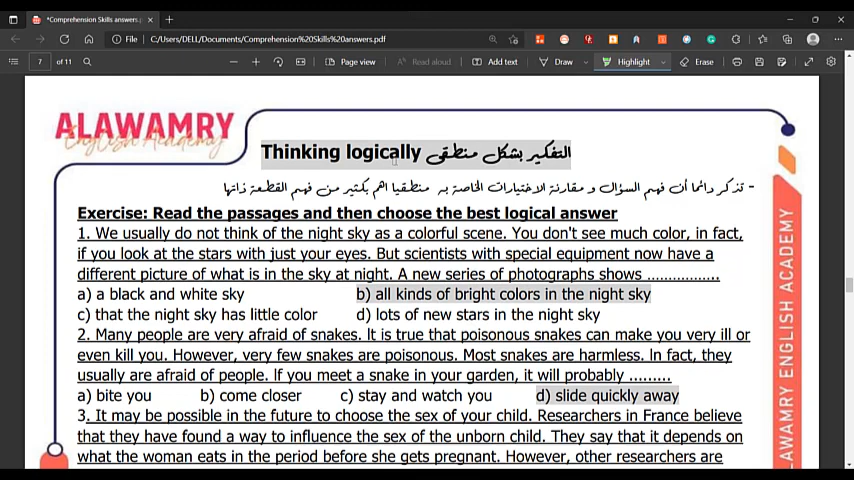 *Comprehension Skills answers.p
File
C:/Users/DELL/Documents/Comprehension%20Skills%20answers.pdf
7 of 11
Page view
Read aloud
Add text
Draw
Highlight
Erase
ALAWAMRY
English Academy
Thinking logically التفكير بشكل منطقى
- تذكر دائما أن فهم السؤال و مقارنة الاختيارات الخاصة به منطقيا اهم بكثير من فهم القطعة ذاتها
Exercise: Read the passages and then choose the best logical answer
1. We usually do not think of the night sky as a colorful scene. You don't see much color, in fact,
if you look at the stars with just your eyes. But scientists with special equipment now have a
different picture of what is in the sky at night. A new series of photographs shows .................
a) a black and white sky b) all kinds of bright colors in the night sky
c) that the night sky has little color d) lots of new stars in the night sky
2. Many people are very afraid of snakes. It is true that poisonous snakes can make you very ill or
even kill you. However, very few snakes are poisonous. Most snakes are harmless. In fact, they
usually are afraid of people. If you meet a snake in your garden, it will probably .........
a) bite you b) come closer c) stay and watch you d) slide quickly away
3. It may be possible in the future to choose the sex of your child. Researchers in France believe
that they have found a way to influence the sex of the unborn child. They say that it depends on
what the woman eats in the period before she gets pregnant. However, other researchers are
ALAWAMRY ENGLISH ACADEMY